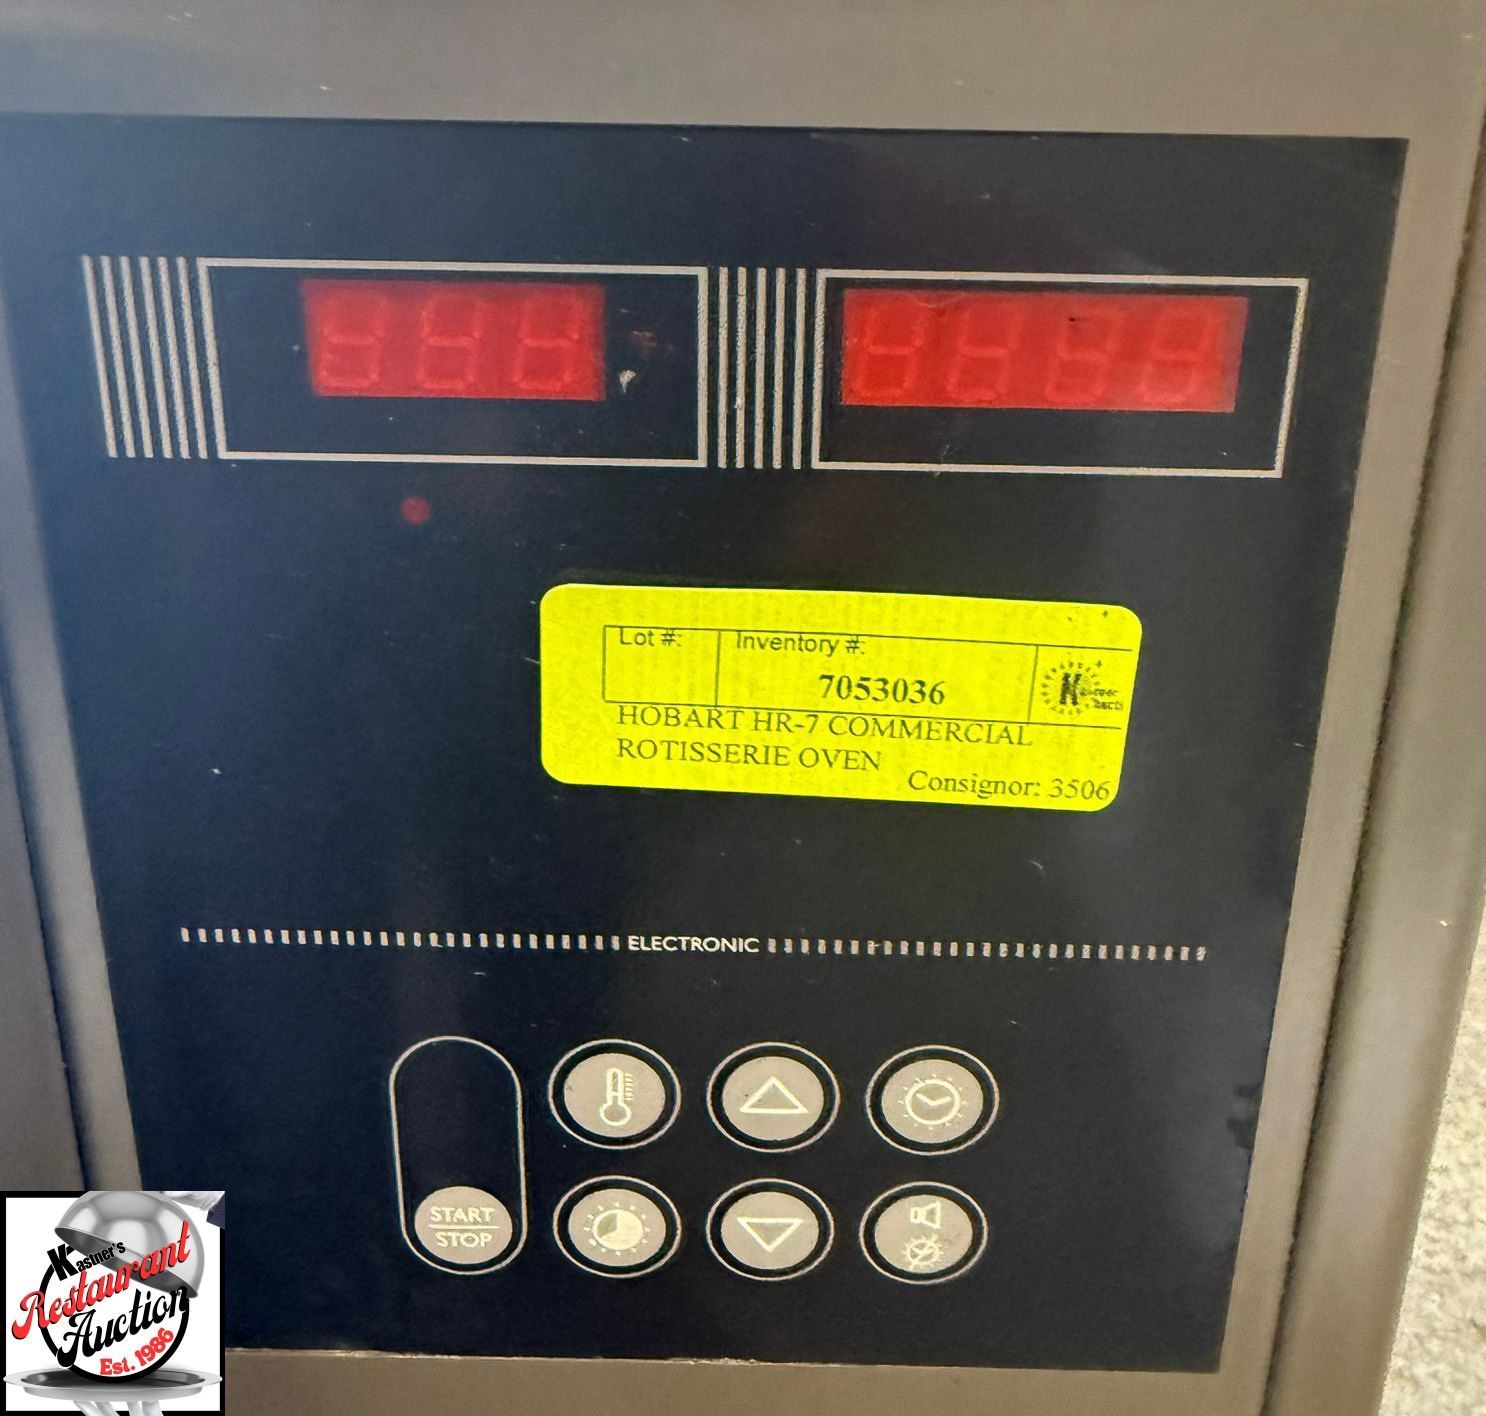 Lot #:
Inventory #:
7053036
HOBART HR-7 COMMERCIAL
ROTISSERIE OVEN
Consignor: 3506
ELECTRONIC
START
STOP
Kastner's
Restaurant
Auction
Est. 1986